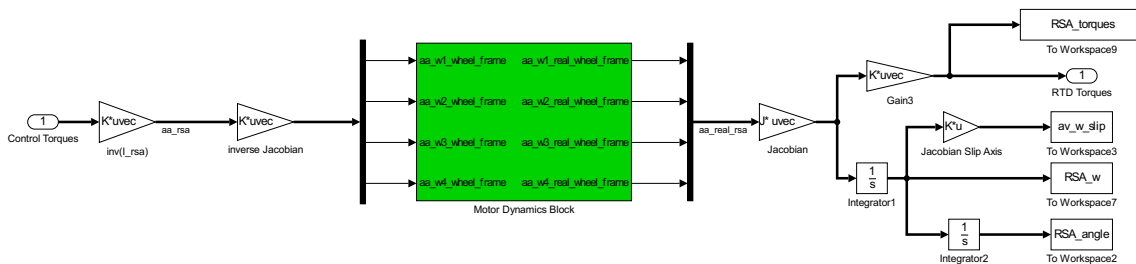 1
Control Torques
K*uvec
inv(I_rsa)
aa_rsa
K*uvec
inverse Jacobian
aa_w1_wheel_frame
aa_w2_wheel_frame
aa_w3_wheel_frame
aa_w4_wheel_frame
aa_w1_real_wheel_frame
aa_w2_real_wheel_frame
aa_w3_real_wheel_frame
aa_w4_real_wheel_frame
Motor Dynamics Block
aa_real_rsa
J* uvec
Jacobian
K*uvec
Gain3
RSA_torques
To Workspace9
1
RTD Torques
K*u
Jacobian Slip Axis
av_w_slip
To Workspace3
1
s
Integrator1
RSA_w
To Workspace7
1
s
Integrator2
RSA_angle
To Workspace2